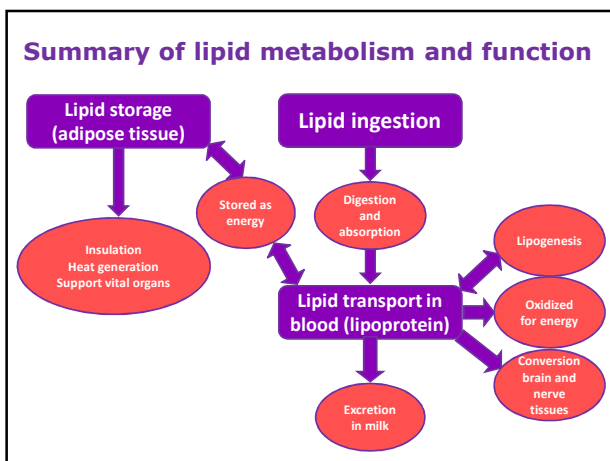 Summary of lipid metabolism and function
Lipid storage
(adipose tissue)
Lipid ingestion
Stored as
energy
Digestion
and
absorption
Insulation
Heat generation
Support vital organs
Lipogenesis
Lipid transport in
blood (lipoprotein)
Oxidized
for energy
Conversion
brain and
nerve
tissues
Excretion
in milk